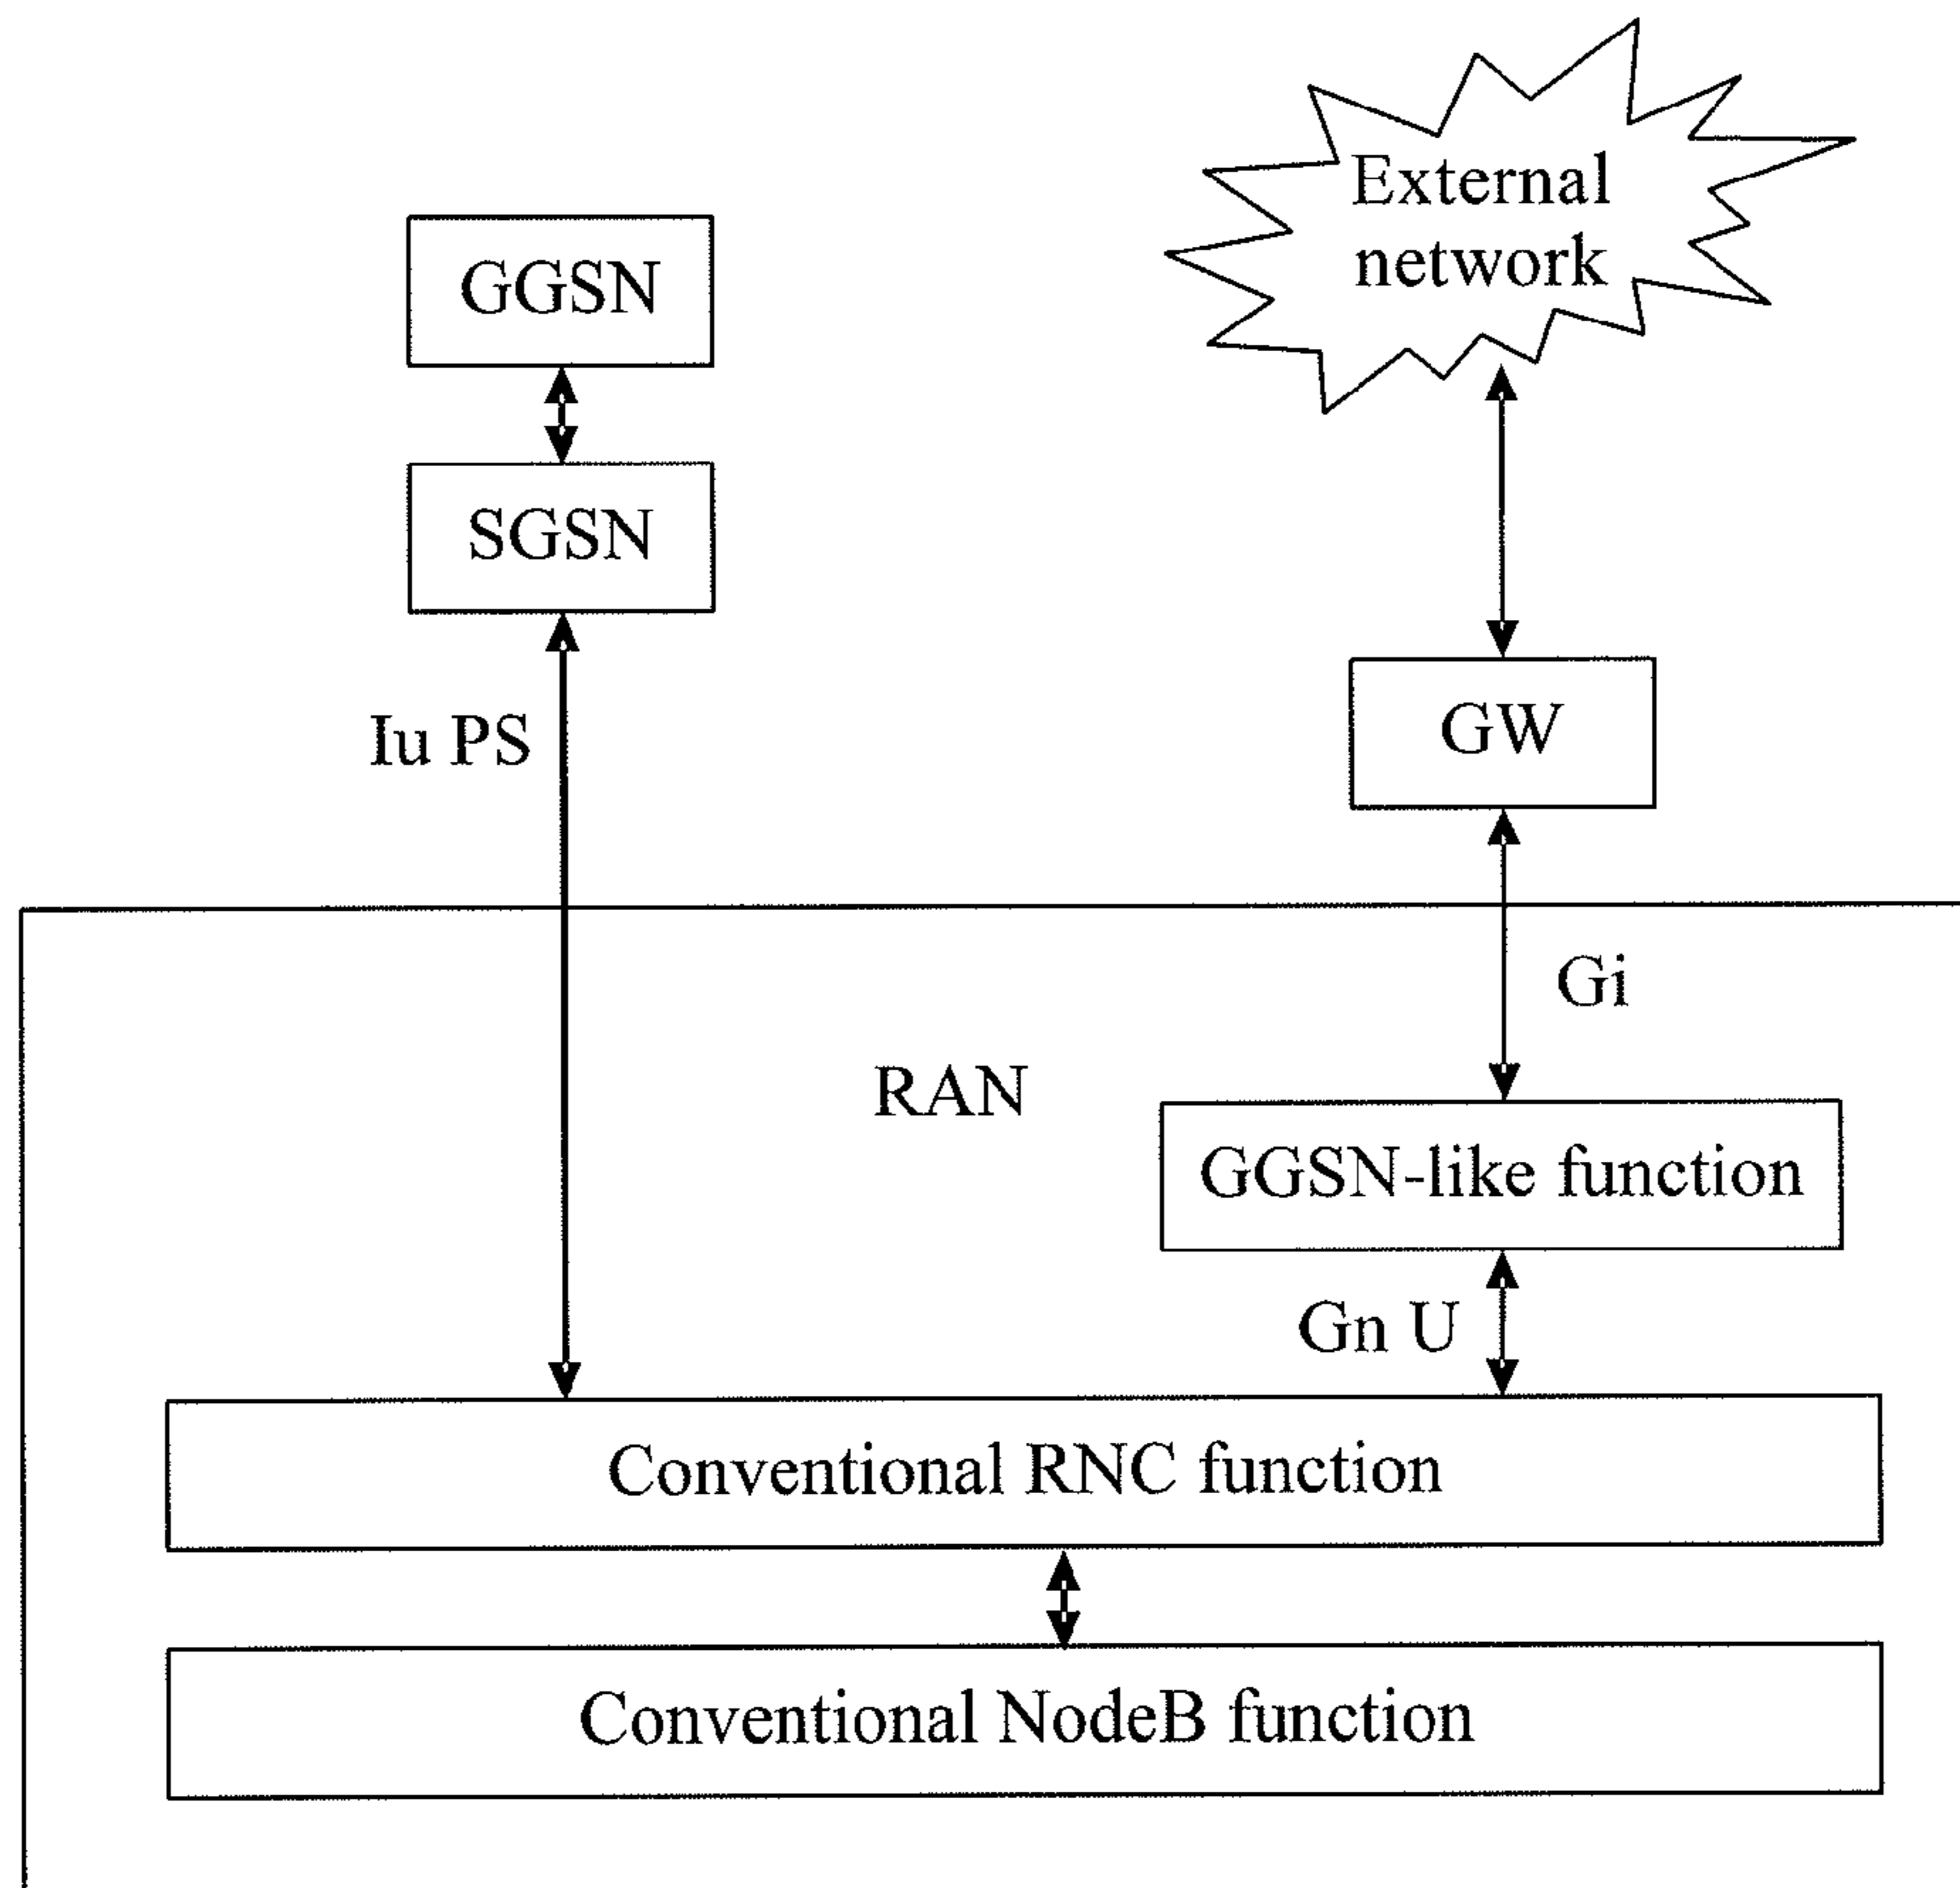 External
network
GGSN
SGSN
Iu PS
GW
Gi
RAN
GGSN-like function
Gn U
Conventional RNC function
Conventional NodeB function